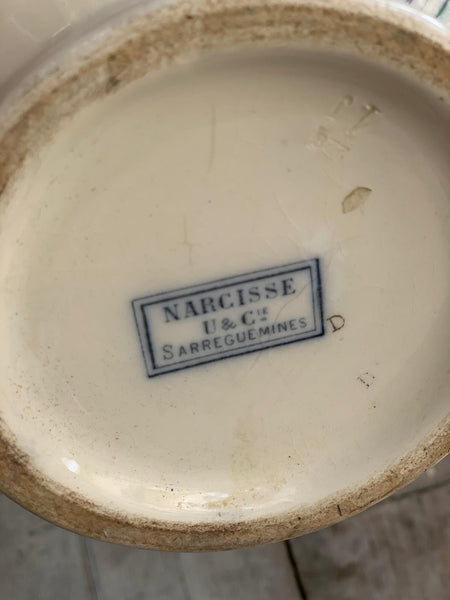 NARCISSE
U & CIE
SARREGUEMINES
D